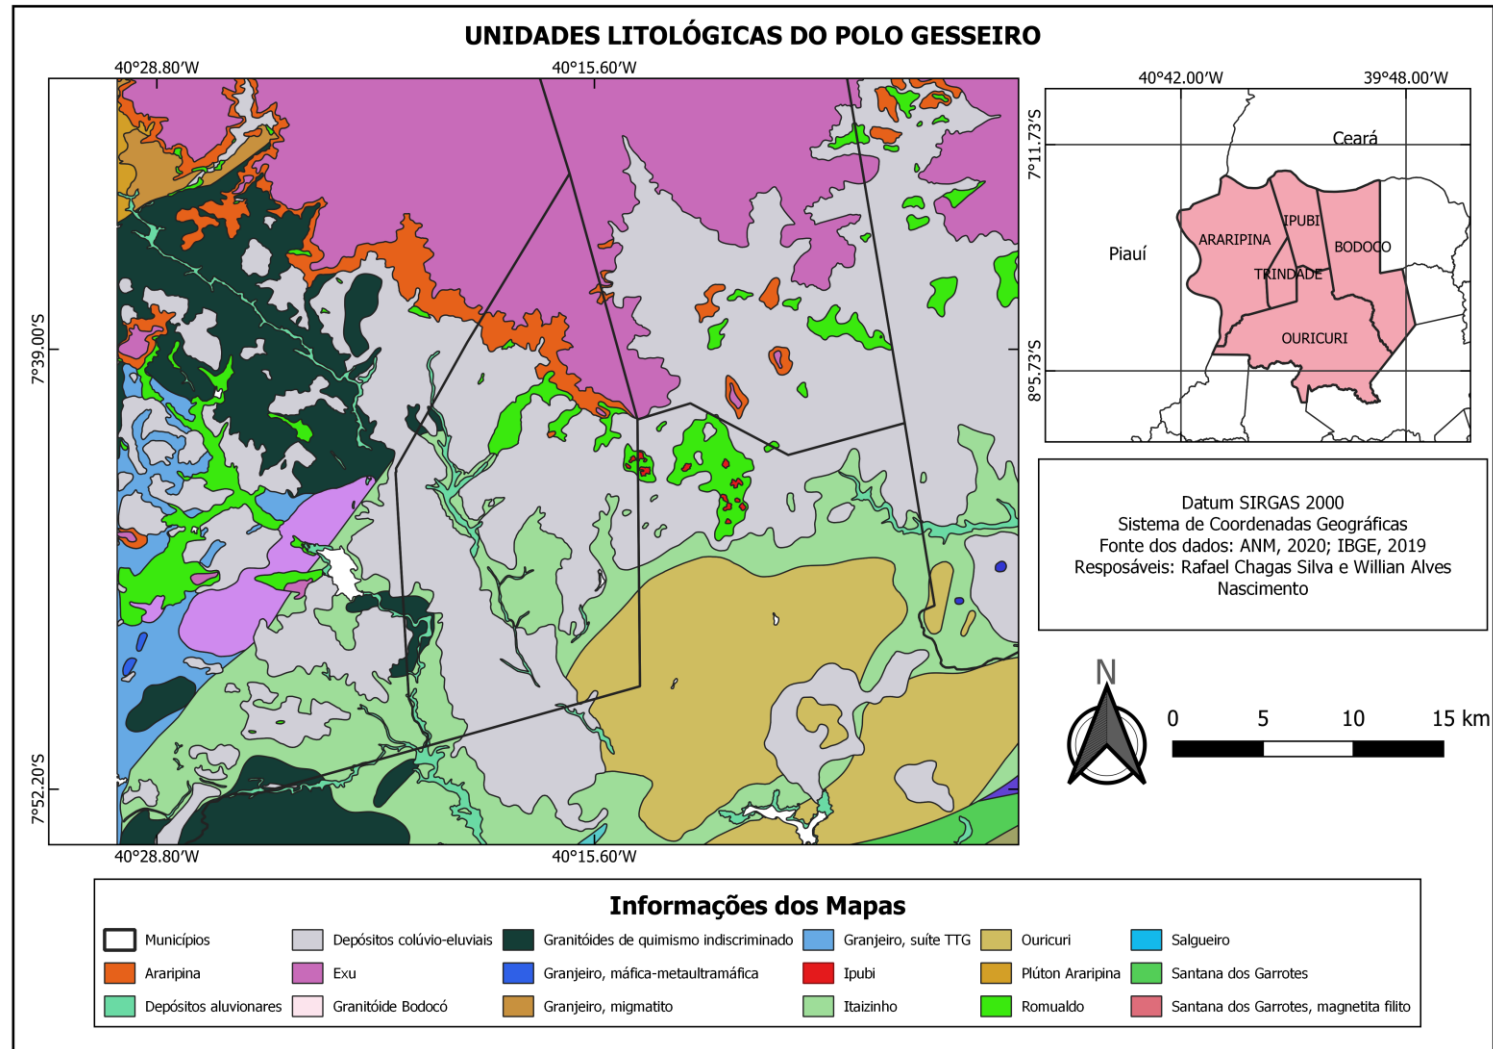 UNIDADES LITOLÓGICAS DO POLO GESSEIRO
40°28.80'W
40°15.60'W
7°39.00'S
7°52.20'S
40°28.80'W
40°15.60'W
40°42.00'W
39°48.00'W
7°11.73'S
8°5.73'S
Ceará
Piauí
IPUBI
ARARIPINA
BODOCO
TRINDADE
OURICURI
Datum SIRGAS 2000
Sistema de Coordenadas Geográficas
Fonte dos dados: ANM, 2020; IBGE, 2019
Resposáveis: Rafael Chagas Silva e Willian Alves
Nascimento
N
0 5 10 15 km
Informações dos Mapas
Municípios
Araripina
Depósitos aluvionares
Depósitos colúvio-eluviais
Exu
Granitóide Bodocó
Granitóides de quimismo indiscriminado
Granjeiro, máfica-metaultramáfica
Granjeiro, migmatito
Granjeiro, suíte TTG
Ipubi
Itaizinho
Ouricuri
Plúton Araripina
Romualdo
Salgueiro
Santana dos Garrotes
Santana dos Garrotes, magnetita filito